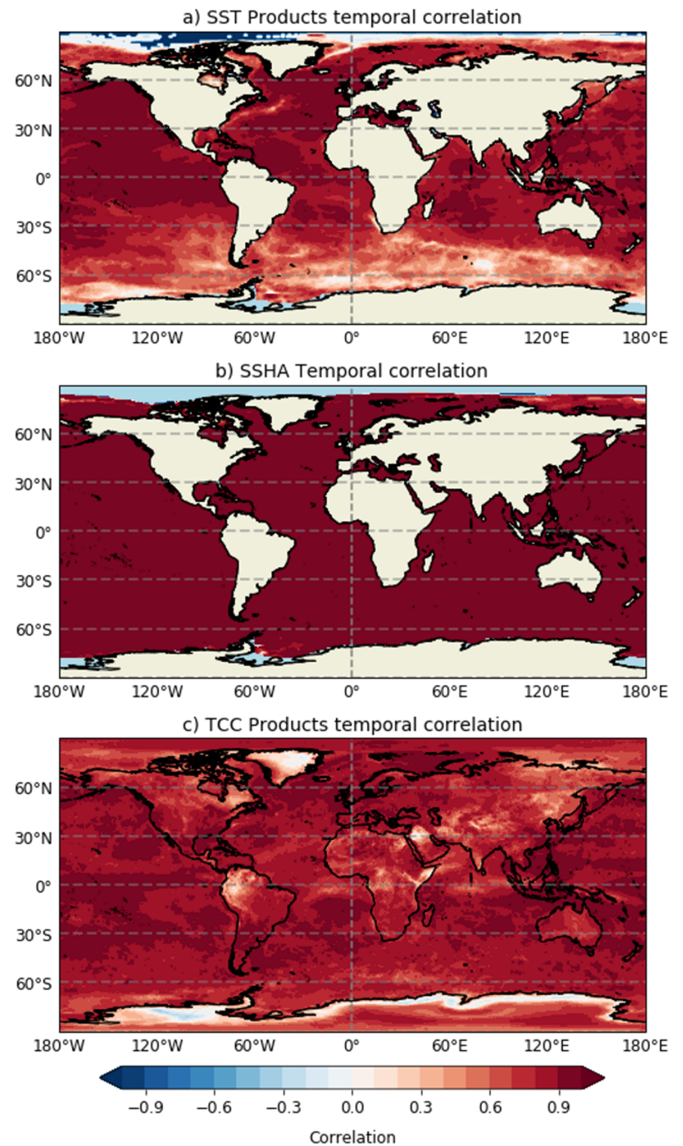 a) SST Products temporal correlation
60°N
30°N
0°
30°S
60°S
180°W 120°W 60°W 0° 60°E 120°E 180°E
b) SSHA Temporal correlation
60°N
30°N
0°
30°S
60°S
180°W 120°W 60°W 0° 60°E 120°E 180°E
c) TCC Products temporal correlation
60°N
30°N
0°
30°S
60°S
180°W 120°W 60°W 0° 60°E 120°E 180°E
−0.9 −0.6 −0.3 0.0 0.3 0.6 0.9
Correlation